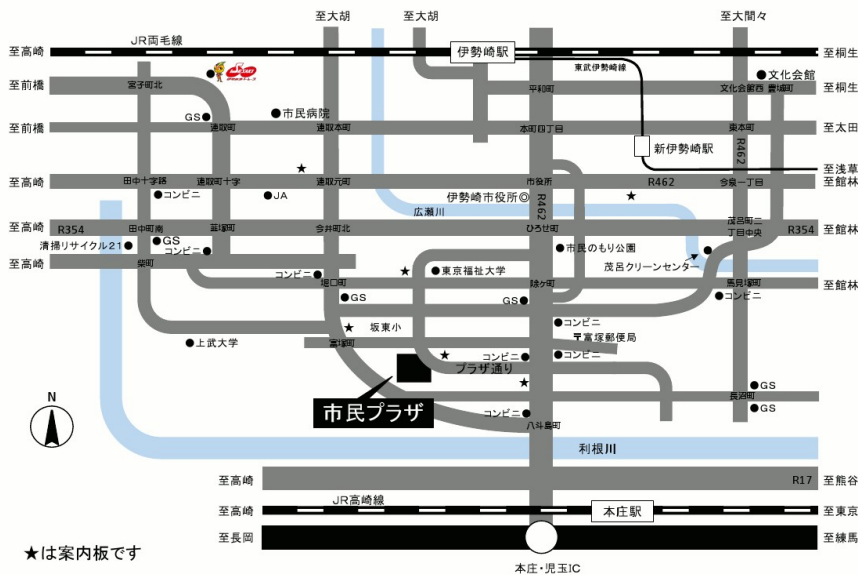 至大胡
至大胡
至大間々
JR両毛線
至高崎
伊勢崎駅
至桐生
東武伊勢崎線
文化会館
至前橋
宮子町北
平和町
文化会館西
豊城町
至桐生
GS
市民病院
至前橋
連取町
連取本町
本町四丁目
東本町
至太田
新伊勢崎駅
R462
至浅草
至高崎
田中十字路
連取町十字
連取元町
市役所
R462
今泉一丁目
至館林
コンビニ
JA
伊勢崎市役所◎
R462
広瀬川
至高崎
R354
田中町南
韮塚町
今井町北
ひろせ町
茂呂町二
丁目中央
R354
至館林
清掃リサイクル21
GS
コンビニ
市民のもり公園
至高崎
柴町
コンビニ
東京福祉大学
茂呂クリーンセンター
堀口町
除ケ町
馬見塚町
至館林
GS
GS
コンビニ
坂東小
コンビニ
上武大学
富塚町
〒富塚郵便局
コンビニ
コンビニ
プラザ通り
GS
長沼町
市民プラザ
コンビニ
GS
八斗島町
N
利根川
至高崎
R17
至熊谷
JR高崎線
至高崎
本庄駅
至東京
至長岡
至練馬
★は案内板です
本庄・児玉IC